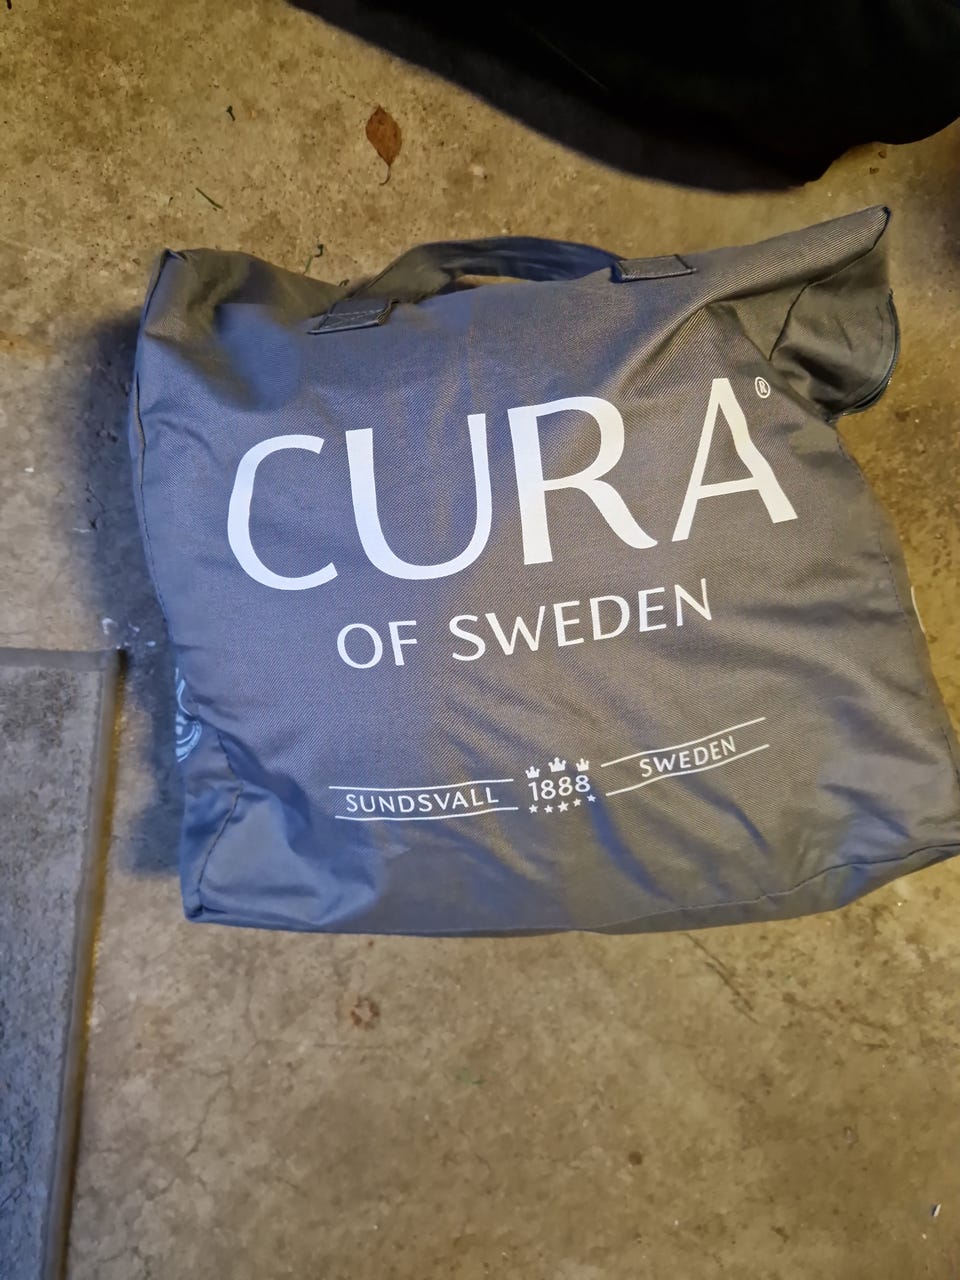 CURA®
OF SWEDEN
SUNDSVALL 1888 SWEDEN